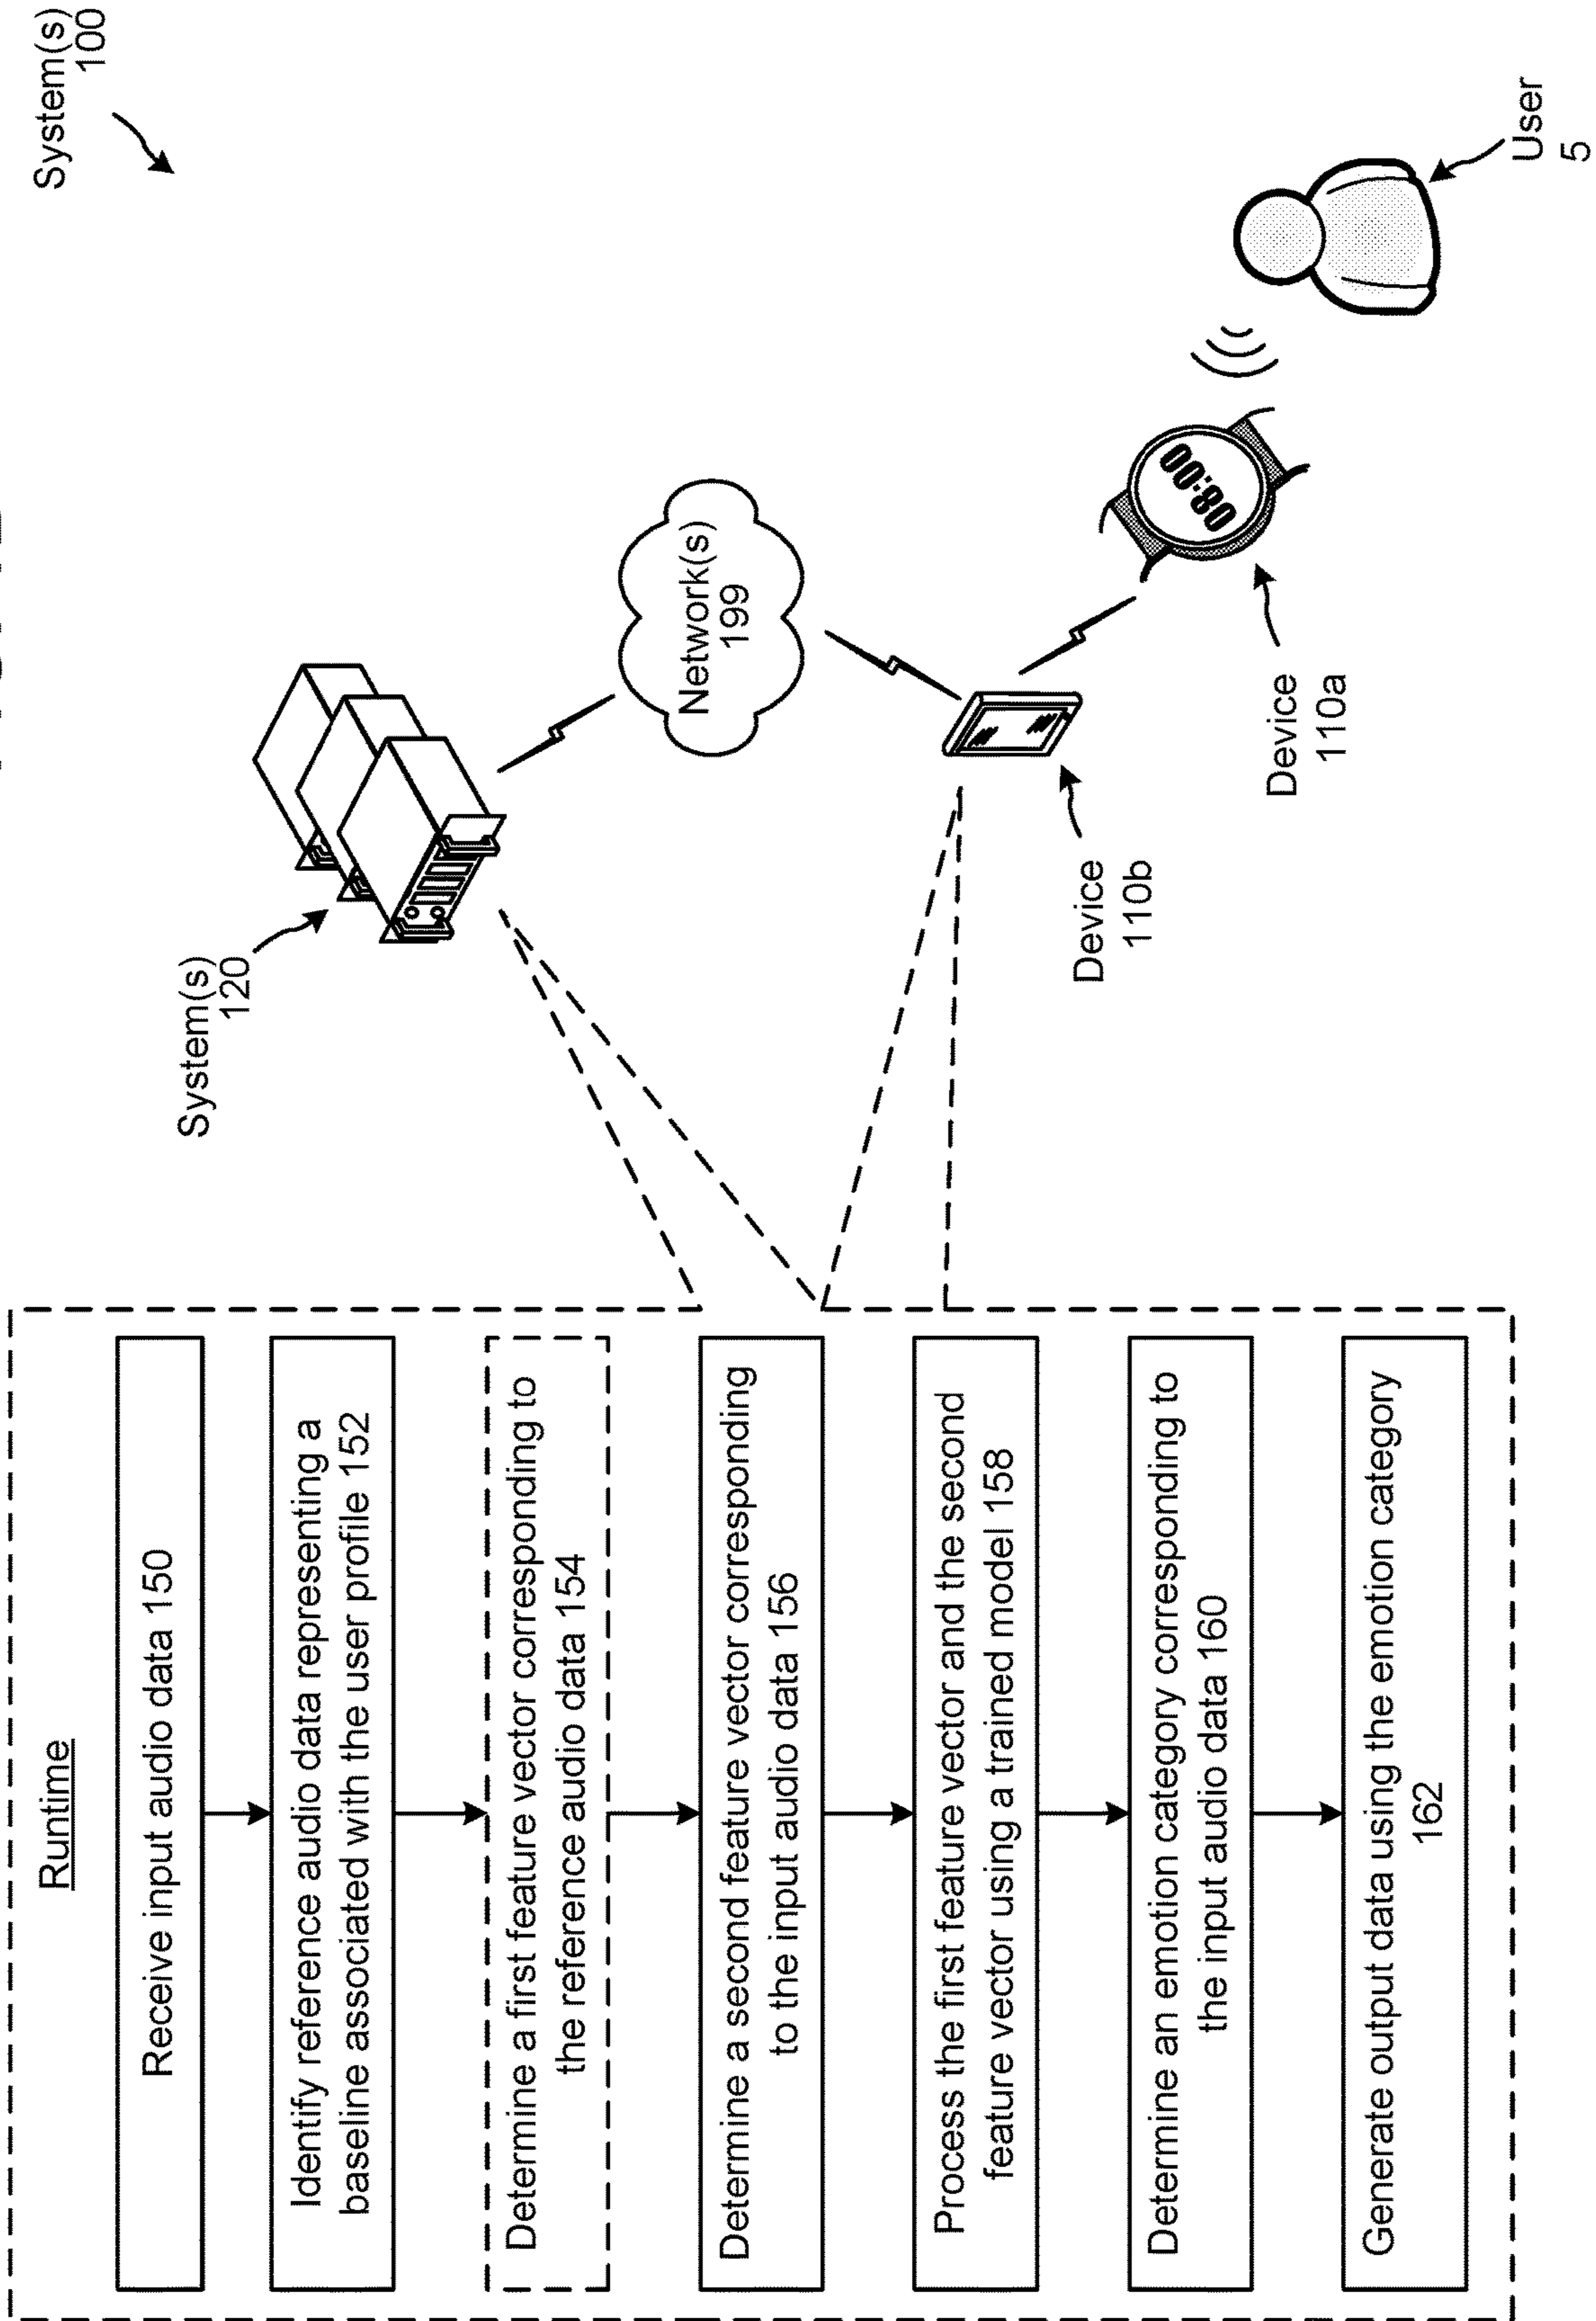 System(s)
100
Runtime
Receive input audio data 150
Identify reference audio data representing a
baseline associated with the user profile 152
Determine a first feature vector corresponding to
the reference audio data 154
Determine a second feature vector corresponding
to the input audio data 156
Process the first feature vector and the second
feature vector using a trained model 158
Determine an emotion category corresponding to
the input audio data 160
Generate output data using the emotion category
162
System(s)
120
Network(s)
199
Device
110b
Device
110a
08:00
User
5